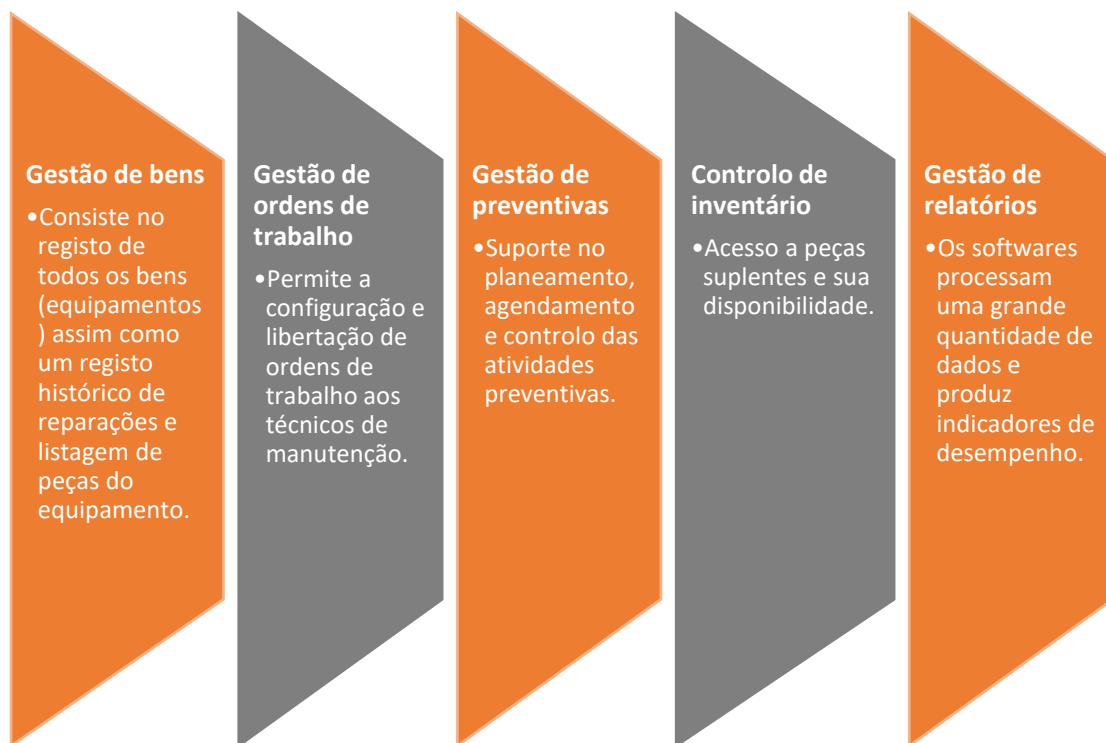 Gestão de bens
•Consiste no
registo de
todos os bens
(equipamentos
) assim como
um registo
histórico de
reparações e
listagem de
peças do
equipamento.
Gestão de
ordens de
trabalho
•Permite a
configuração e
libertação de
ordens de
trabalho aos
técnicos de
manutenção.
Gestão de
preventivas
•Suporte no
planeamento,
agendamento
e controlo das
atividades
preventivas.
Controlo de
inventário
•Acesso a peças
suplentes e sua
disponibilidade.
Gestão de
relatórios
•Os softwares
processam
uma grande
quantidade de
dados e
produz
indicadores de
desempenho.